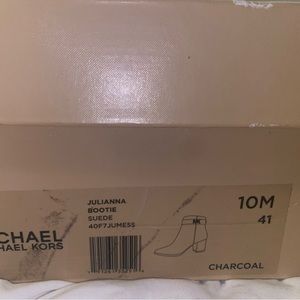 CHAEL
HAEL KORS
JULIANNA
BOOTIE
SUEDE
40F7JUME5S
10M
41
CHARCOAL